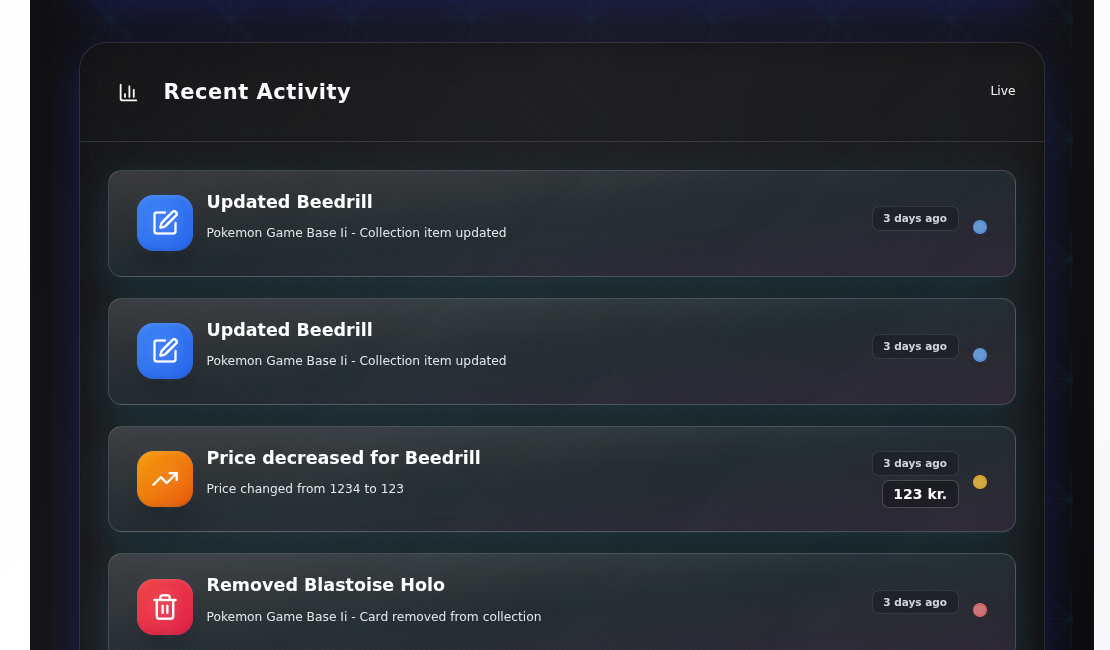 Recent Activity
Live
Updated Beedrill
Pokemon Game Base Ii - Collection item updated
3 days ago
Updated Beedrill
Pokemon Game Base Ii - Collection item updated
3 days ago
Price decreased for Beedrill
Price changed from 1234 to 123
3 days ago
123 kr.
Removed Blastoise Holo
Pokemon Game Base Ii - Card removed from collection
3 days ago